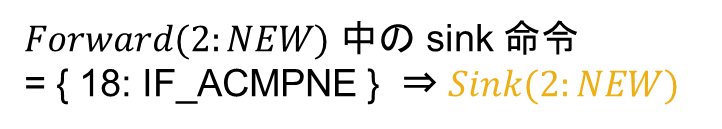 Forward(2:NEW) 中の sink 命令
= { 18: IF_ACMPNE } ⇒ Sink(2:NEW)